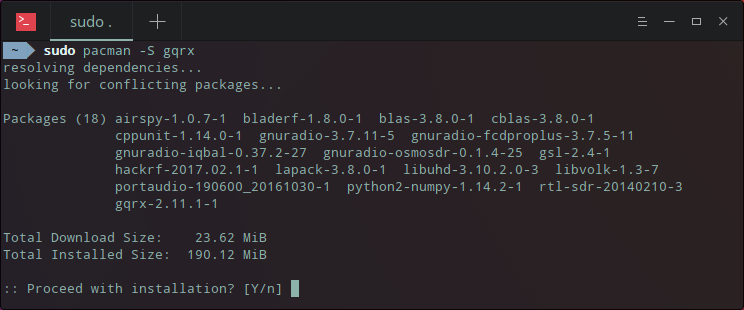 sudo .
~ sudo pacman -S gqrx
resolving dependencies...
looking for conflicting packages...
Packages (18) airspy-1.0.7-1  bladerf-1.8.0-1  blas-3.8.0-1  cblas-3.8.0-1
cppunit-1.14.0-1  gnuradio-3.7.11-5  gnuradio-fcdproplus-3.7.5-11
gnuradio-iqbal-0.37.2-27  gnuradio-osmosdr-0.1.4-25  gsl-2.4-1
hackrf-2017.02.1-1  lapack-3.8.0-1  libuhd-3.10.2.0-3  libvolk-1.3-7
portaudio-190600_20161030-1  python2-numpy-1.14.2-1  rtl-sdr-20140210-3
gqrx-2.11.1-1
Total Download Size:    23.62 MiB
Total Installed Size:  190.12 MiB
:: Proceed with installation? [Y/n]